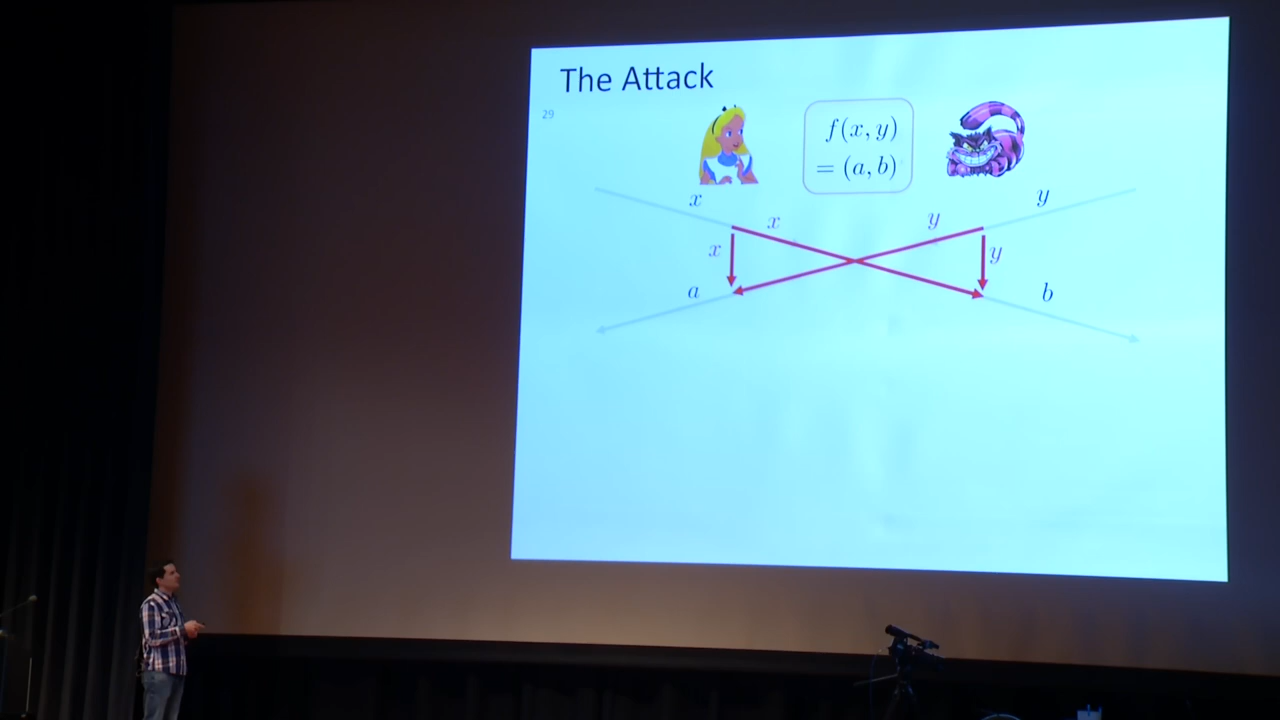 The Attack
29
f(x, y)
= (a, b)
x
y
x
y
x
y
a
b